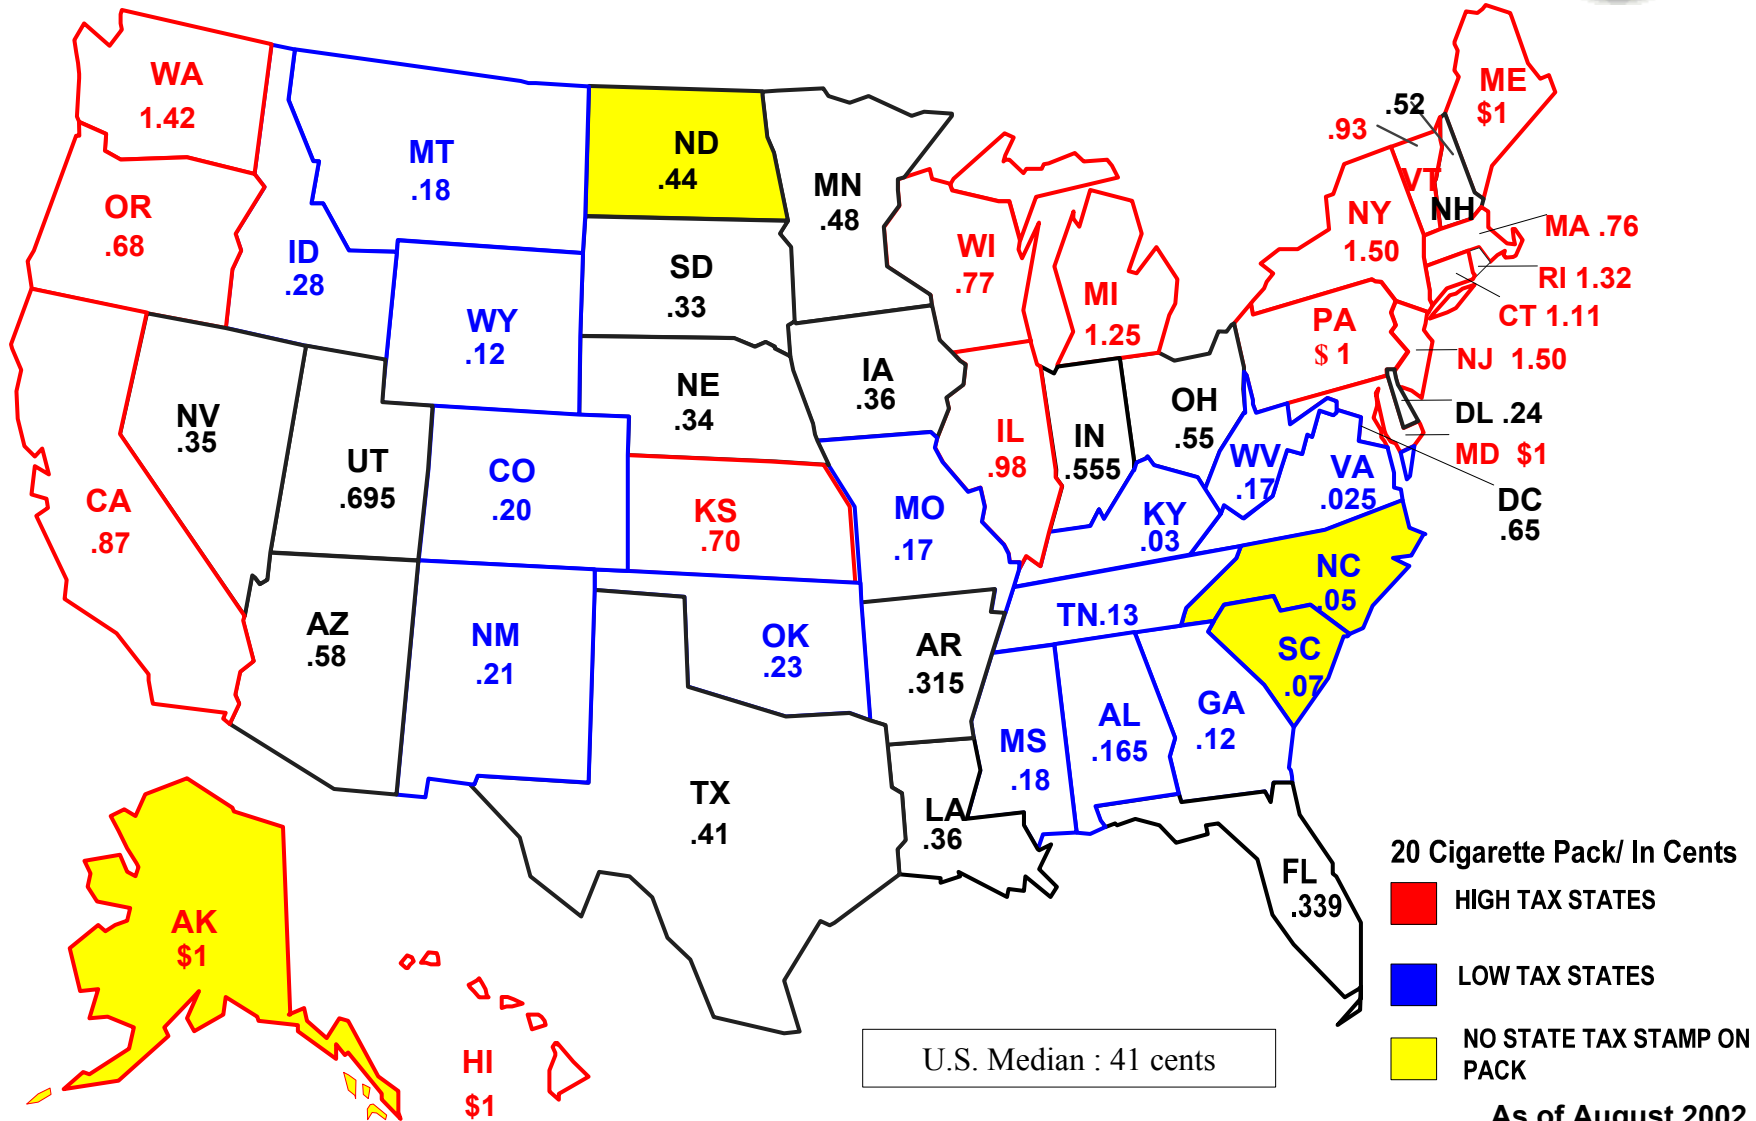 WA
1.42
OR
.68
CA
.87
ID
.28
MT
.18
WY
.12
NV
.35
UT
.695
CO
.20
AZ
.58
NM
.21
ND
.44
SD
.33
NE
.34
KS
.70
OK
.23
TX
.41
MN
.48
IA
.36
MO
.17
AR
.315
LA
.36
WI
.77
IL
.98
MI
1.25
IN
.555
OH
.55
KY
.03
TN.13
MS
.18
AL
.165
GA
.12
FL
.339
SC
.07
NC
.05
VA
.025
WV
.17
PA
$ 1
NY
1.50
.93
VT
.52
NH
ME
$1
MA .76
RI 1.32
CT 1.11
NJ 1.50
DL .24
MD $1
DC
.65
AK
$1
HI
$1
U.S. Median : 41 cents
20 Cigarette Pack/ In Cents
HIGH TAX STATES
LOW TAX STATES
NO STATE TAX STAMP ON
PACK
As of August 2002